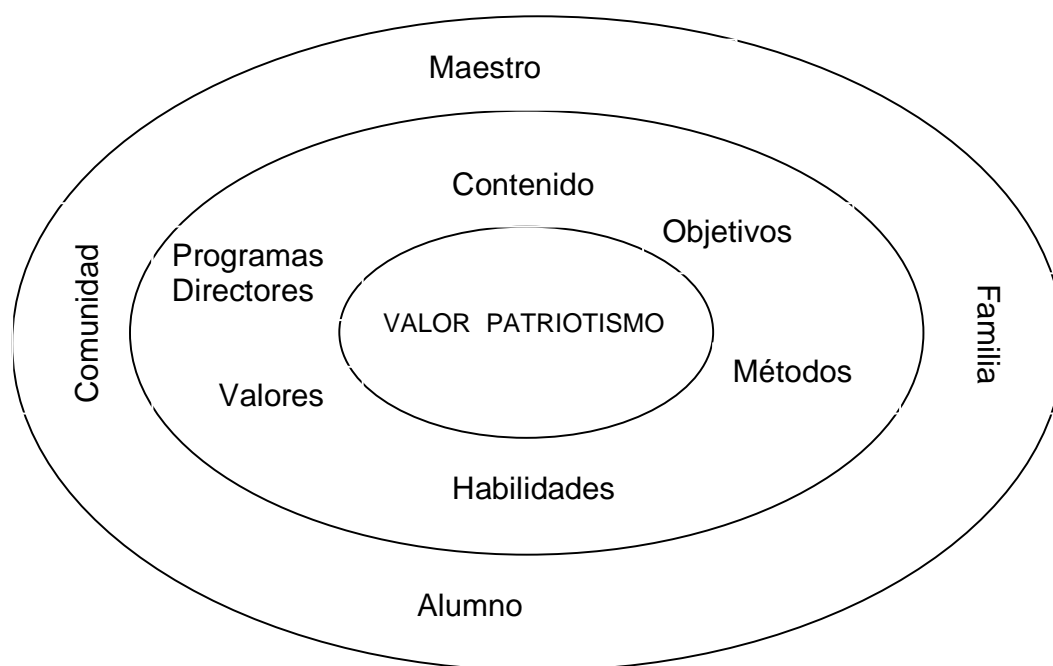 Maestro
Contenido
Objetivos
Programas
Directores
Comunidad
VALOR PATRIOTISMO
Familia
Métodos
Valores
Habilidades
Alumno